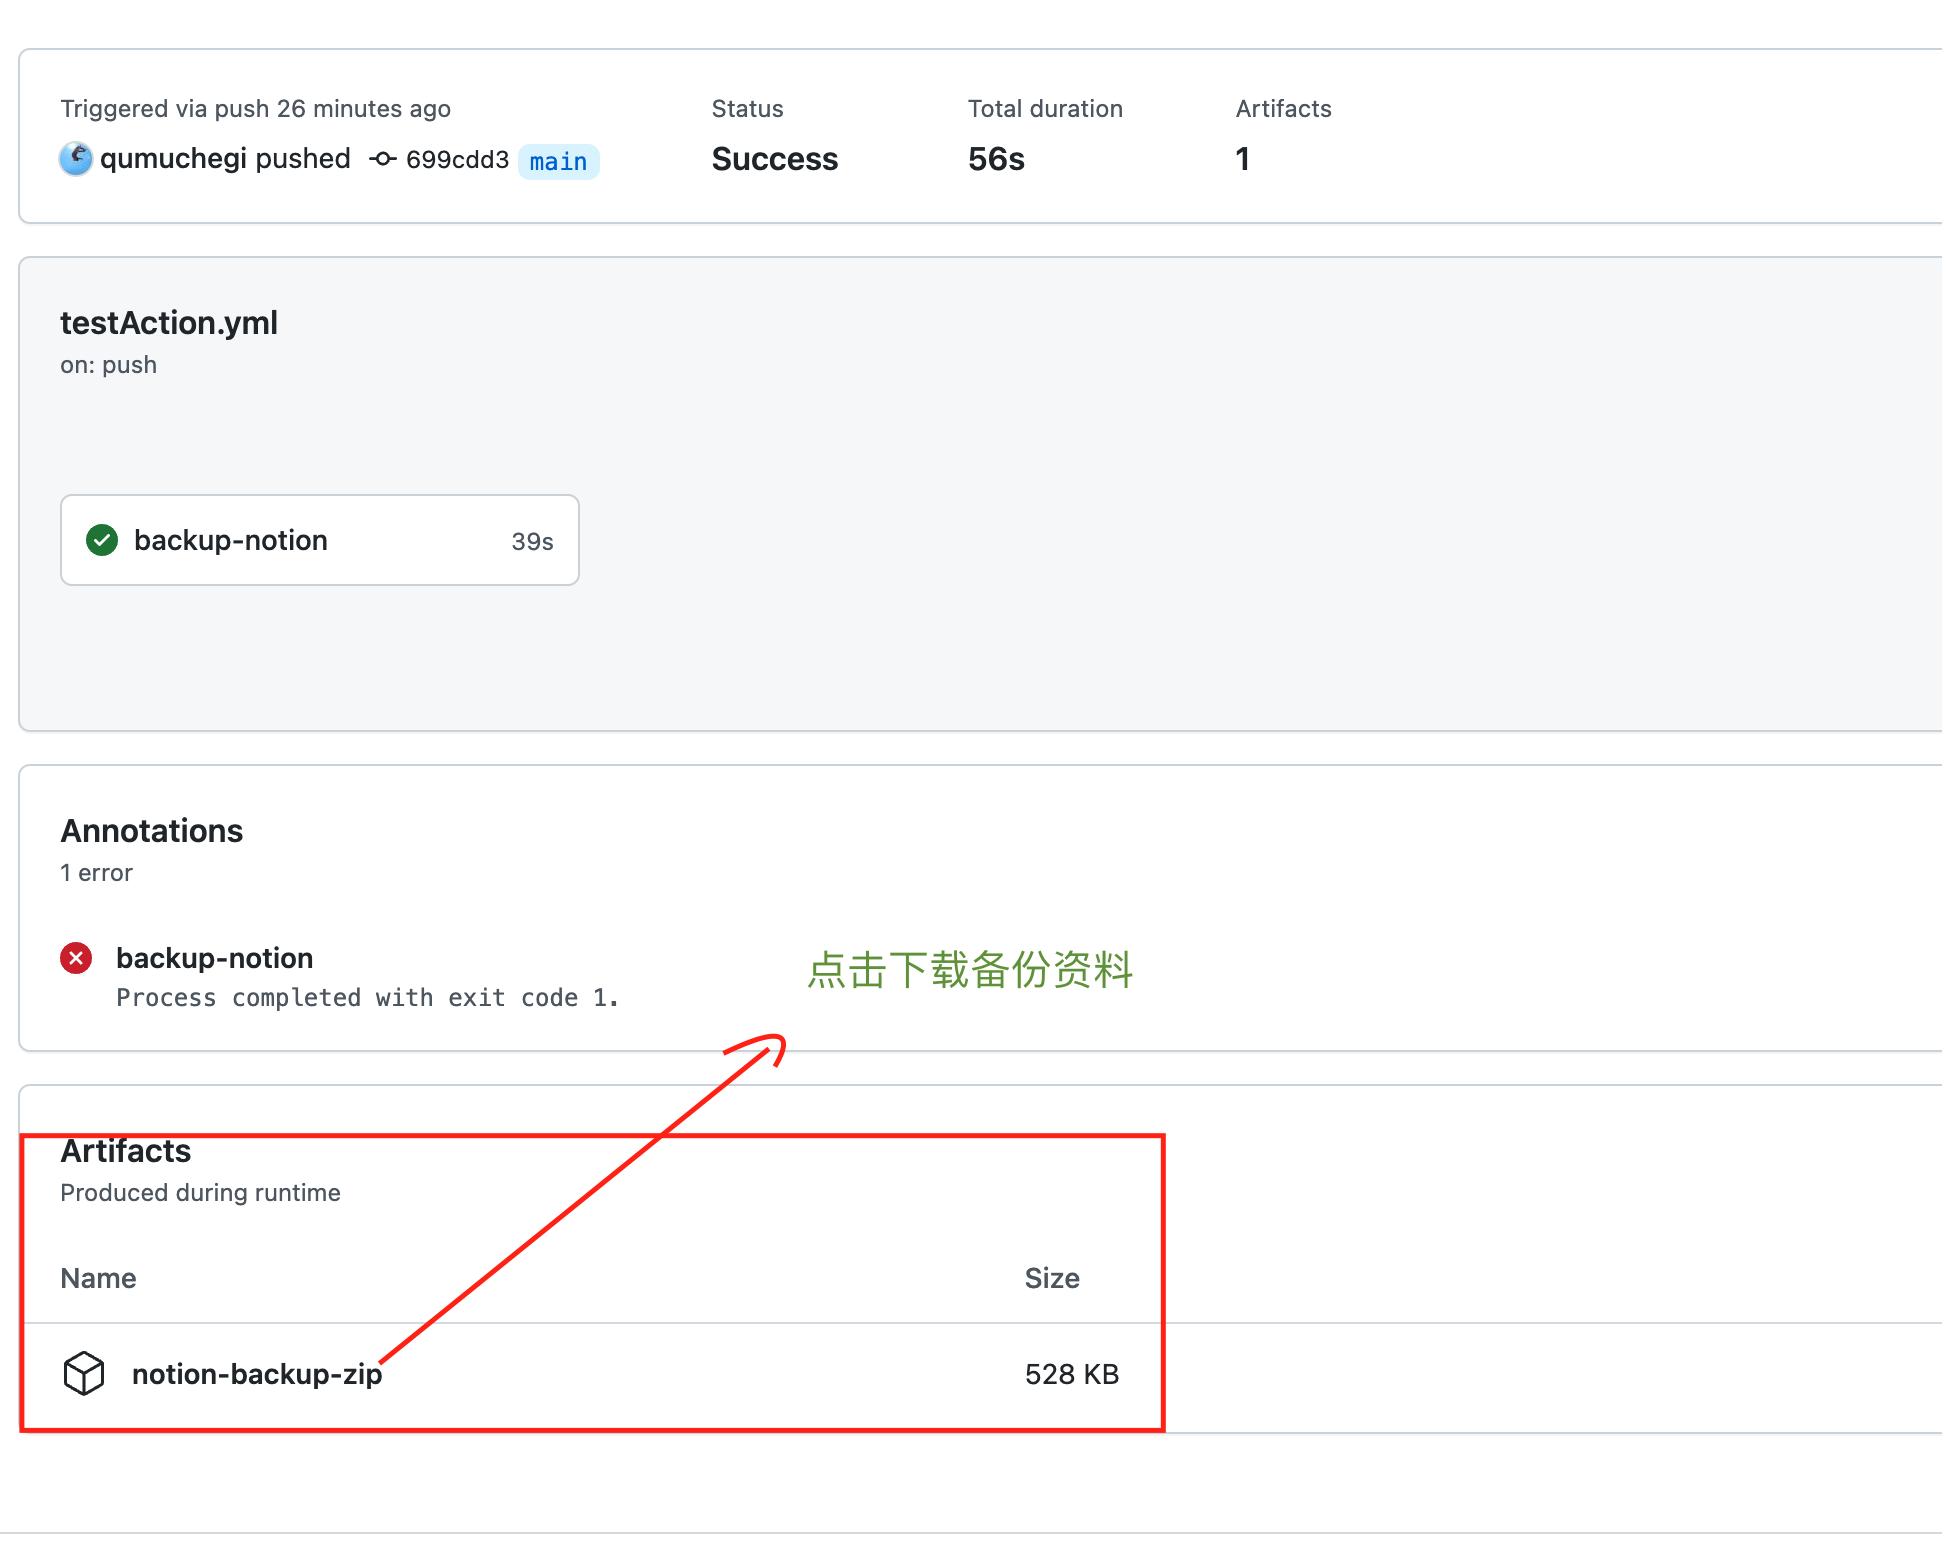 Triggered via push 26 minutes ago
qumuchegi pushed 699cdd3 main
Status
Success
Total duration
56s
Artifacts
1
testAction.yml
on: push
backup-notion 39s
Annotations
1 error
backup-notion
Process completed with exit code 1.
点击下载备份资料
Artifacts
Produced during runtime
Name Size
notion-backup-zip 528 KB